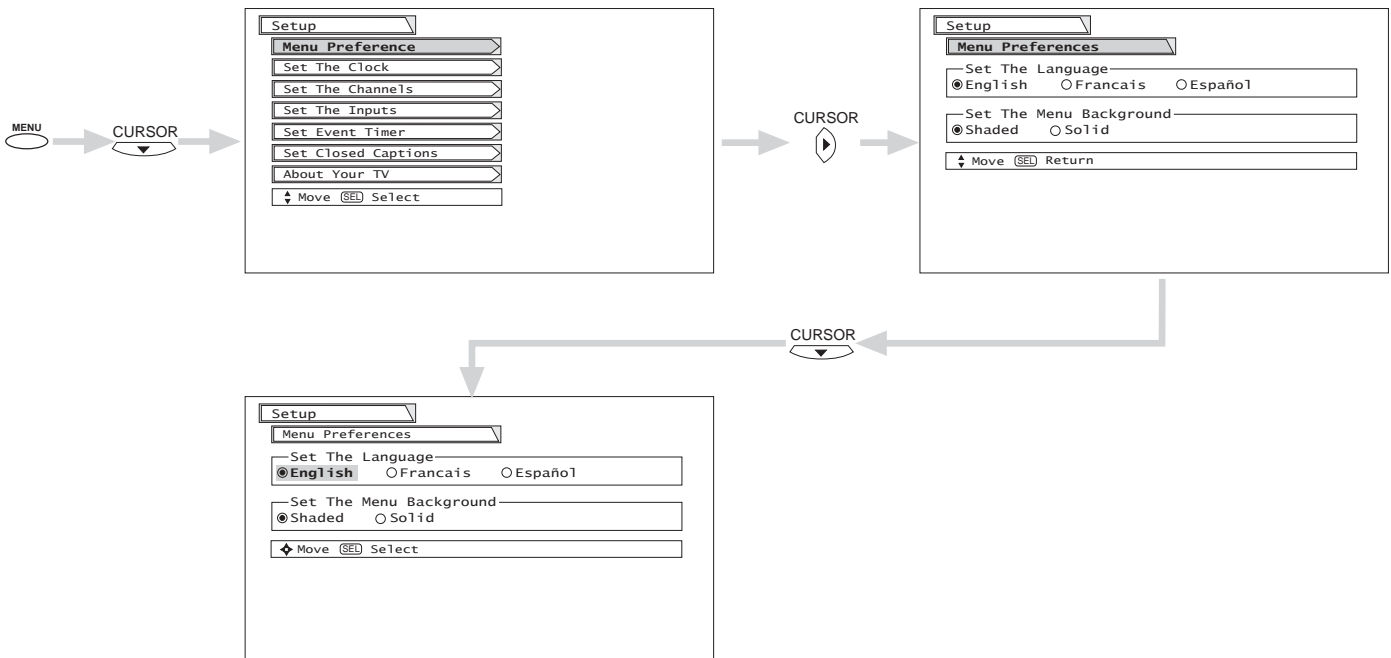 MENU
CURSOR
Setup
Menu Preference
Set The Clock
Set The Channels
Set The Inputs
Set Event Timer
Set Closed Captions
About Your TV
Move SEL Select
CURSOR
Setup
Menu Preferences
Set The Language
English Francais Español
Set The Menu Background
Shaded Solid
Move SEL Return
CURSOR
Setup
Menu Preferences
Set The Language
English Francais Español
Set The Menu Background
Shaded Solid
Move SEL Select